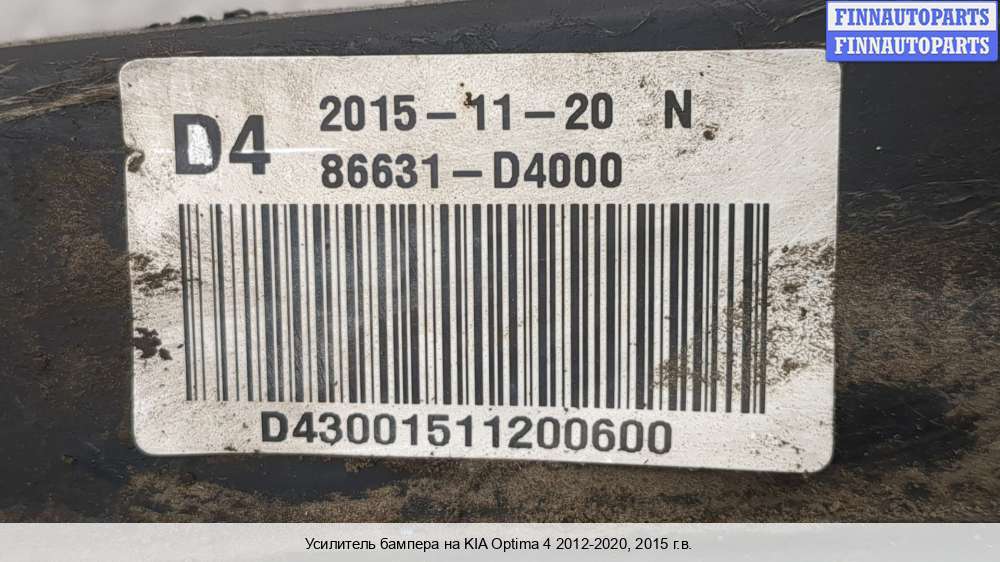 FINNAUTOPARTS
FINNAUTOPARTS
2015-11-20 N
D4
86631-D4000
D43001511200600
Усилитель бампера на KIA Optima 4 2012-2020, 2015 г.в.